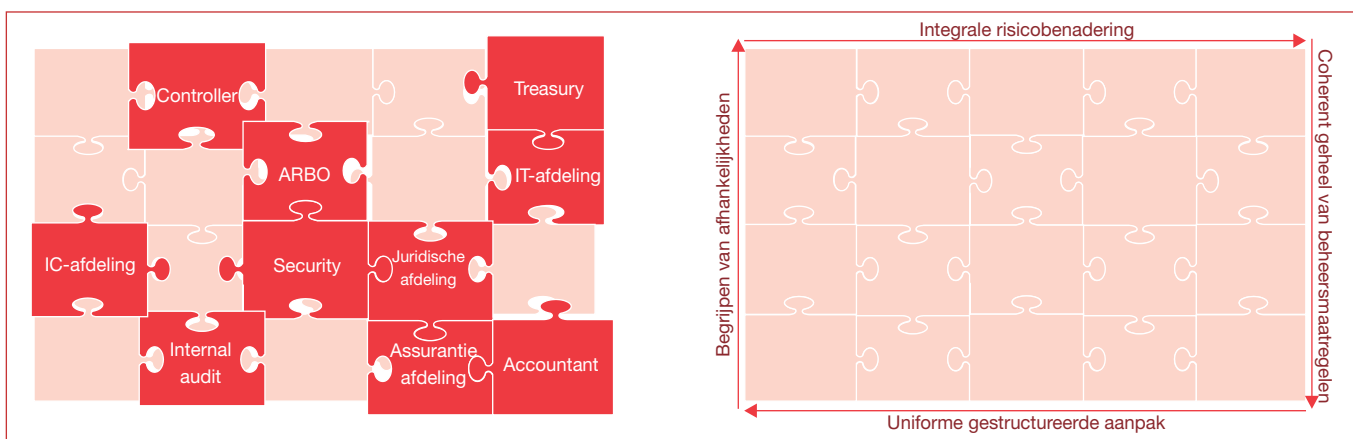 Controller
Treasury
ARBO
IT-afdeling
IC-afdeling
Security
Juridische
afdeling
Internal
audit
Assurantie
afdeling
Accountant
Integrale risicobenadering
Begrijpen van afhankelijkheden
Coherent geheel van beheersmaatregelen
Uniforme gestructureerde aanpak